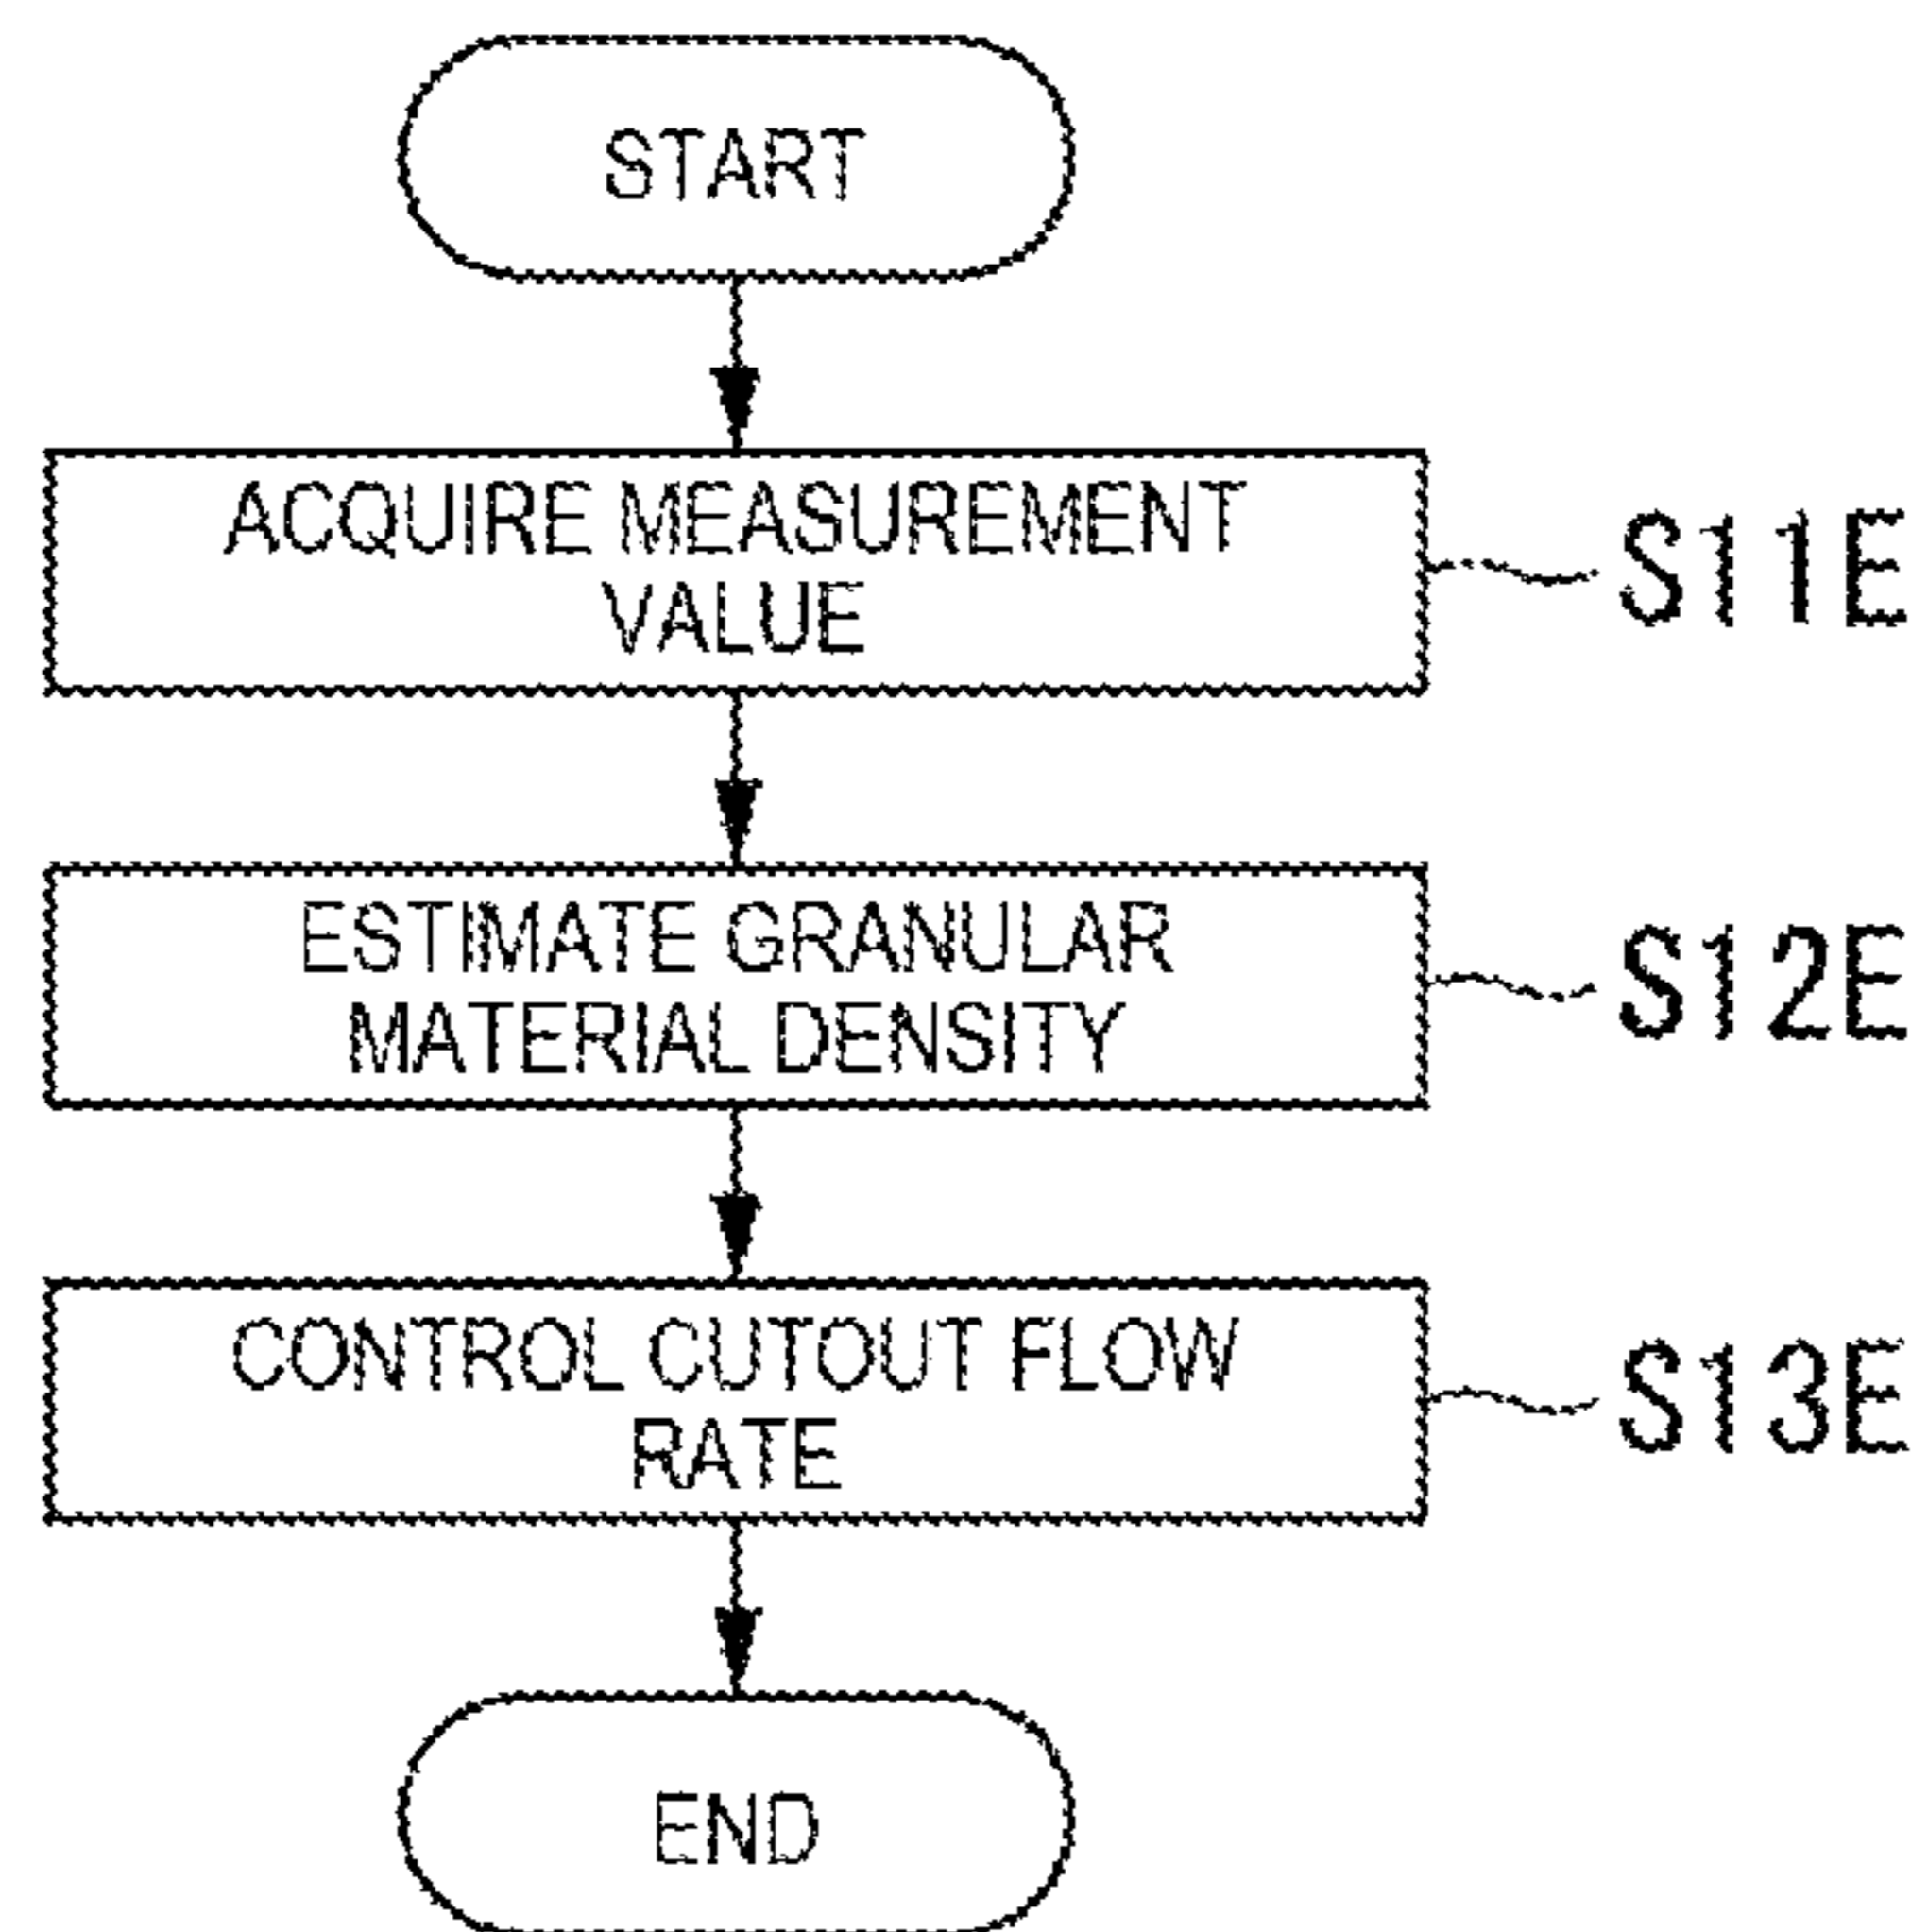 START
ACQUIRE MEASUREMENT
VALUE
S11E
ESTIMATE GRANULAR
MATERIAL DENSITY
S12E
CONTROL CUTOUT FLOW
RATE
S13E
END